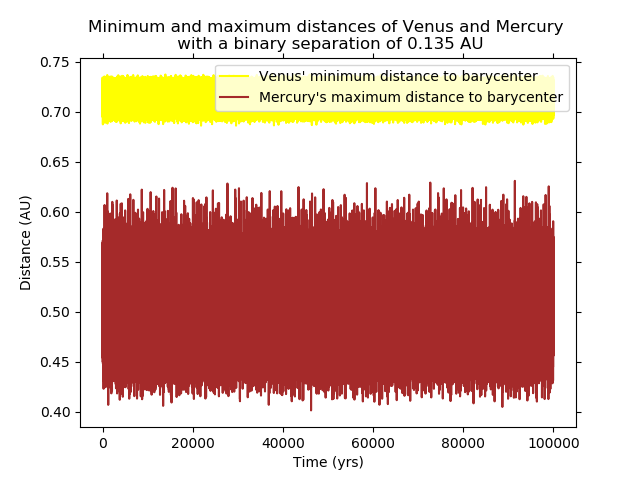 Minimum and maximum distances of Venus and Mercury
with a binary separation of 0.135 AU
Venus' minimum distance to barycenter
Mercury's maximum distance to barycenter
Distance (AU)
0.75
0.70
0.65
0.60
0.55
0.50
0.45
0.40
0 20000 40000 60000 80000 100000
Time (yrs)